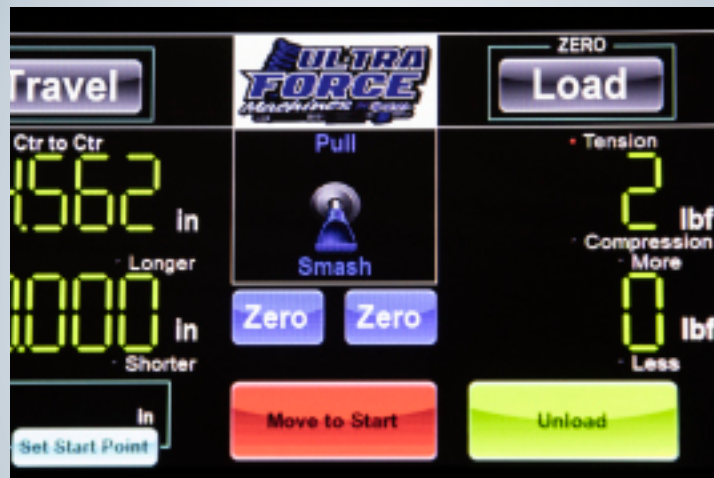 ZERO
Travel
ULTRA
FORCE
Machines
Load
Ctr to Ctr
Pull
Tension
.562 in
2 lbf
Compression
Longer
Smash
More
.000 in
Zero
Zero
0 lbf
Shorter
Less
in
Move to Start
Unload
Set Start Point